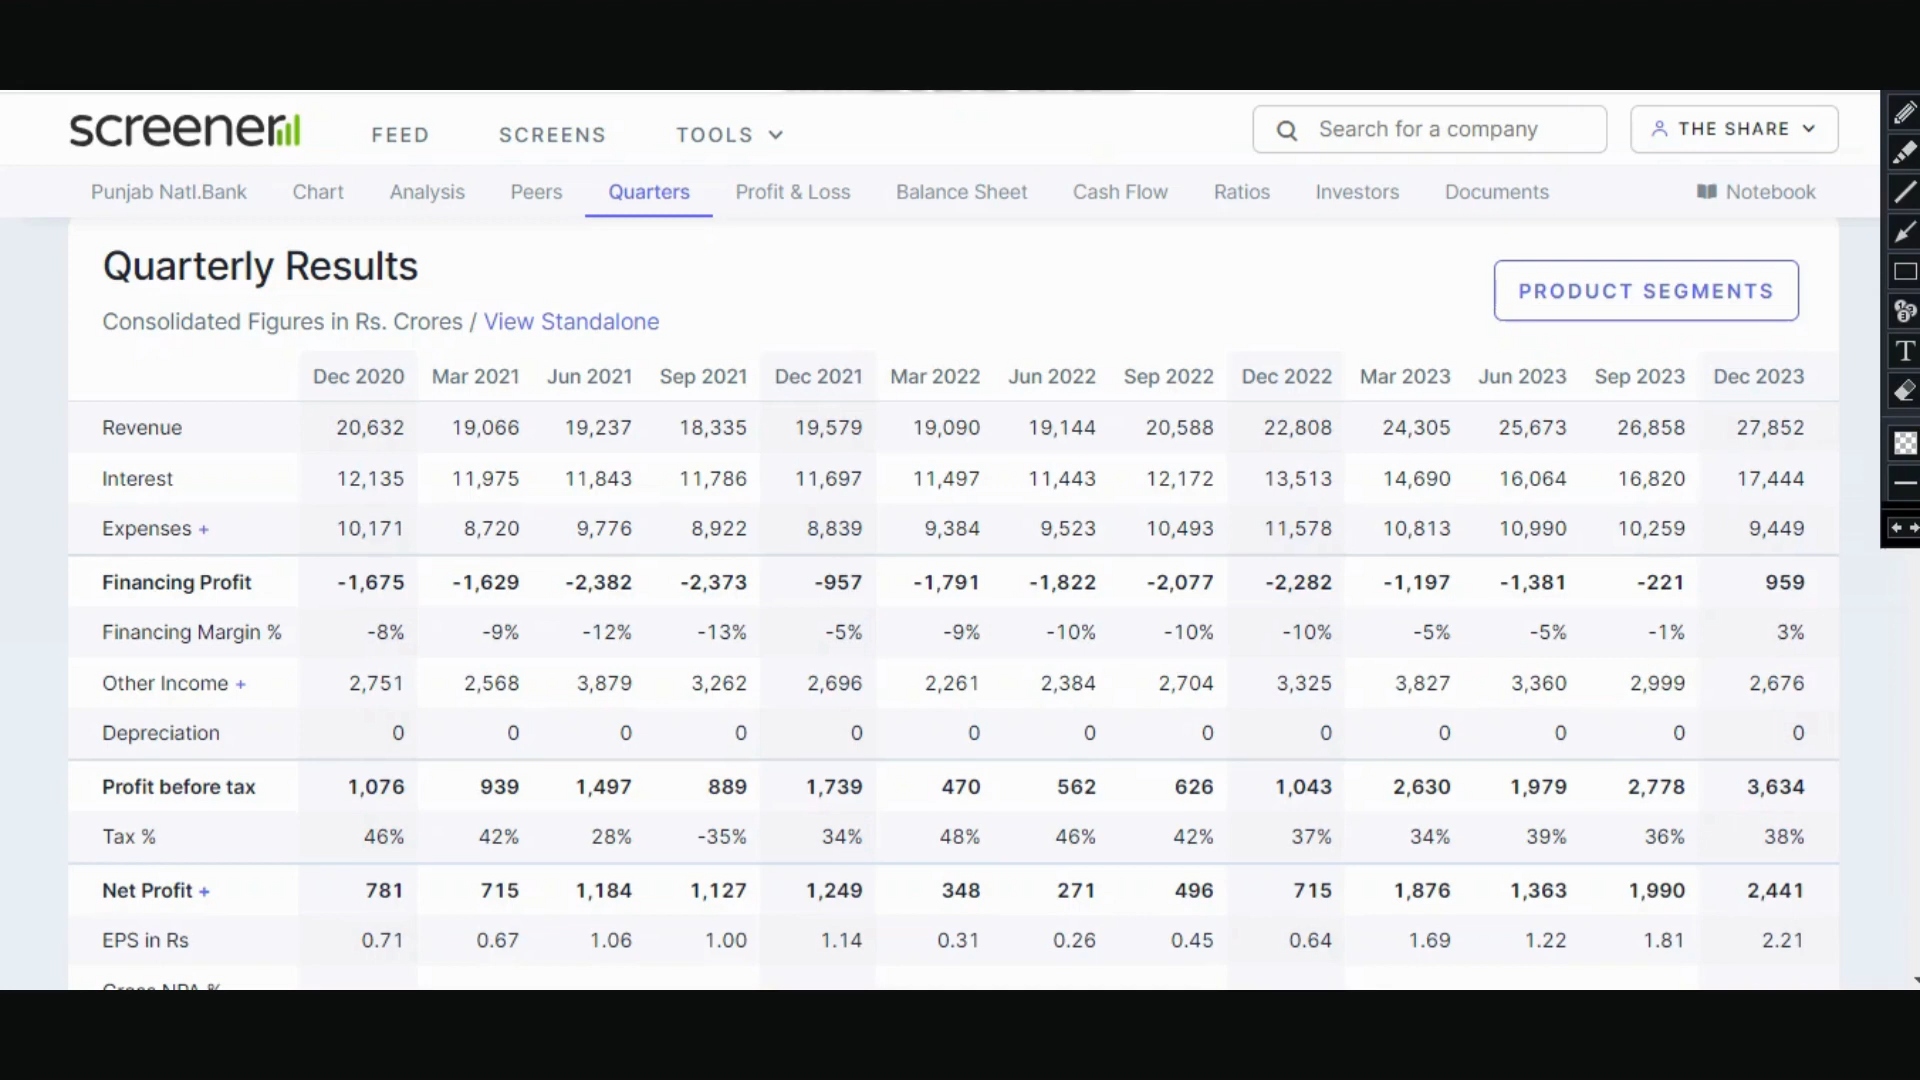 screener
FEED SCREENS TOOLS
Search for a company
THE SHARE
Punjab Natl.Bank Chart Analysis Peers Quarters Profit & Loss Balance Sheet Cash Flow Ratios Investors Documents Notebook
Quarterly Results
PRODUCT SEGMENTS
Consolidated Figures in Rs. Crores / View Standalone
Dec 2020 Mar 2021 Jun 2021 Sep 2021 Dec 2021 Mar 2022 Jun 2022 Sep 2022 Dec 2022 Mar 2023 Jun 2023 Sep 2023 Dec 2023
Revenue 20,632 19,066 19,237 18,335 19,579 19,090 19,144 20,588 22,808 24,305 25,673 26,858 27,852
Interest 12,135 11,975 11,843 11,786 11,697 11,497 11,443 12,172 13,513 14,690 16,064 16,820 17,444
Expenses + 10,171 8,720 9,776 8,922 8,839 9,384 9,523 10,493 11,578 10,813 10,990 10,259 9,449
Financing Profit -1,675 -1,629 -2,382 -2,373 -957 -1,791 -1,822 -2,077 -2,282 -1,197 -1,381 -221 959
Financing Margin % -8% -9% -12% -13% -5% -9% -10% -10% -10% -5% -5% -1% 3%
Other Income + 2,751 2,568 3,879 3,262 2,696 2,261 2,384 2,704 3,325 3,827 3,360 2,999 2,676
Depreciation 0 0 0 0 0 0 0 0 0 0 0 0 0
Profit before tax 1,076 939 1,497 889 1,739 470 562 626 1,043 2,630 1,979 2,778 3,634
Tax % 46% 42% 28% -35% 34% 48% 46% 42% 37% 34% 39% 36% 38%
Net Profit + 781 715 1,184 1,127 1,249 348 271 496 715 1,876 1,363 1,990 2,441
EPS in Rs 0.71 0.67 1.06 1.00 1.14 0.31 0.26 0.45 0.64 1.69 1.22 1.81 2.21
Gross NPA %
T